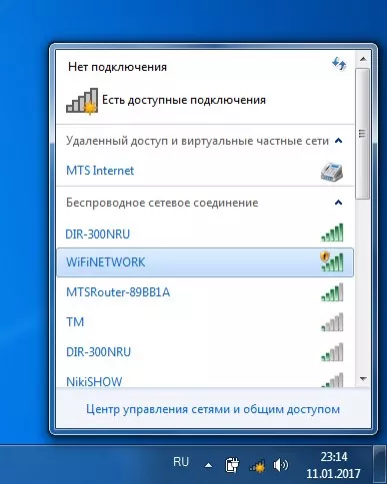 Нет подключения
Есть доступные подключения
Удаленный доступ и виртуальные частные сети
MTS Internet
Беспроводное сетевое соединение
DIR-300NRU
WiFiNETWORK
MTSRouter-89BB1A
TM
DIR-300NRU
NikiSHOW
Центр управления сетями и общим доступом
RU
23:14
11.01.2017